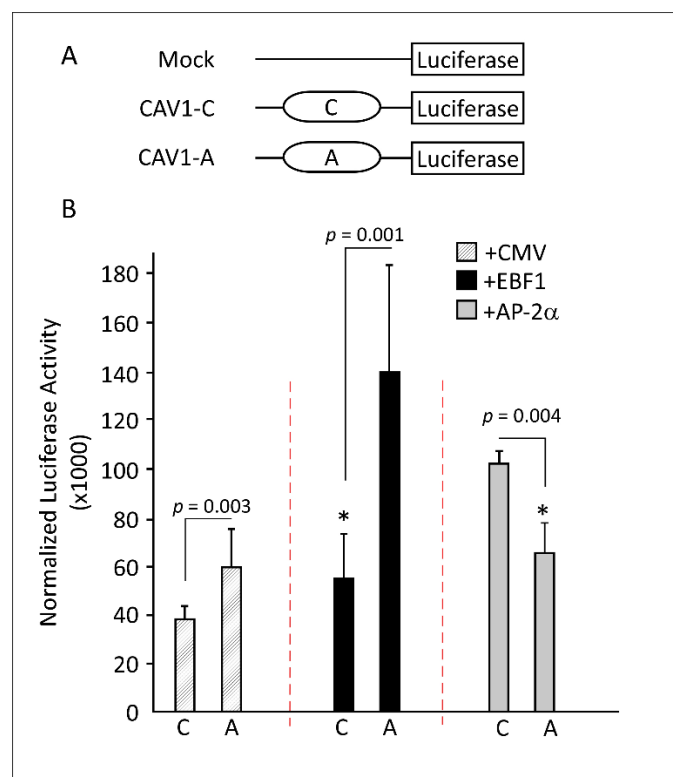 A
Mock
Luciferase
CAV1-C
C
Luciferase
CAV1-A
A
Luciferase
B
p = 0.001
+CMV
+EBF1
+AP-2α
p = 0.004
p = 0.003
*
*
Normalized Luciferase Activity
(x1000)
180
160
140
120
100
80
60
40
20
0
C A C A C A